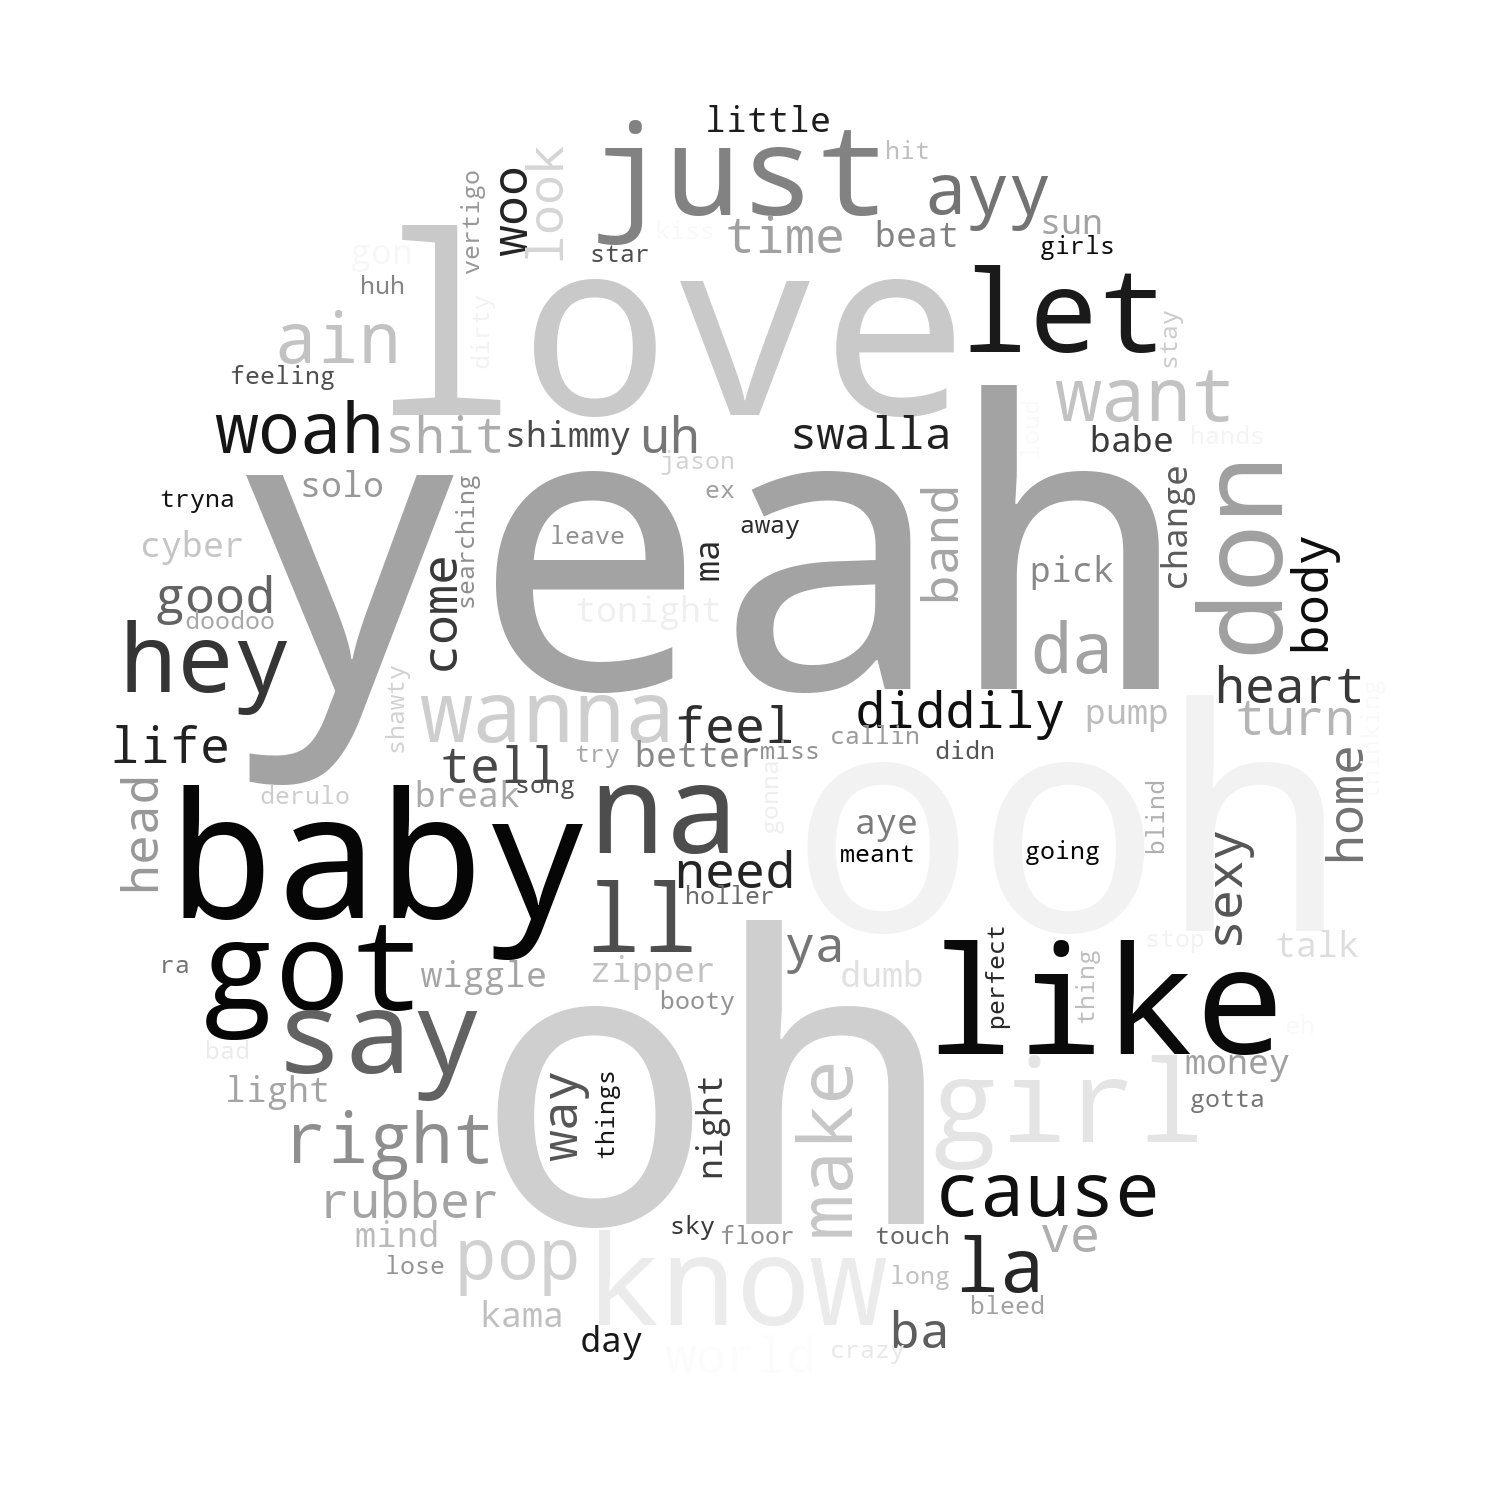 little
just
hit
ayy
woo
look
vertigo
kiss
time
beat
sun
star
girls
gon
huh
love
let
dirty
stay
ain
feeling
want
woah
shit
shimmy
uh
swalla
loud
babe
hands
jason
tryna
solo
yeah
ex
searching
away
band
change
don
cyber
leave
ma
pick
body
good
come
doodoo
tonight
hey
da
shawty
wanna
heart
feel
diddily
pump
turn
thinking
life
tell
try
better
miss
callin
didn
ooh
home
head
derulo
break
song
gonna
blind
baby
na
aye
meant
going
sexy
need
ll
holler
got
ra
wiggle
zipper
ya
dumb
like
perfect
thing
stop
talk
booty
oh
say
eh
bad
light
money
girl
gotta
right
way
things
night
make
rubber
cause
mind
sky
floor
touch
ve
lose
pop
know
long
la
kama
bleed
day
ba
world
crazy